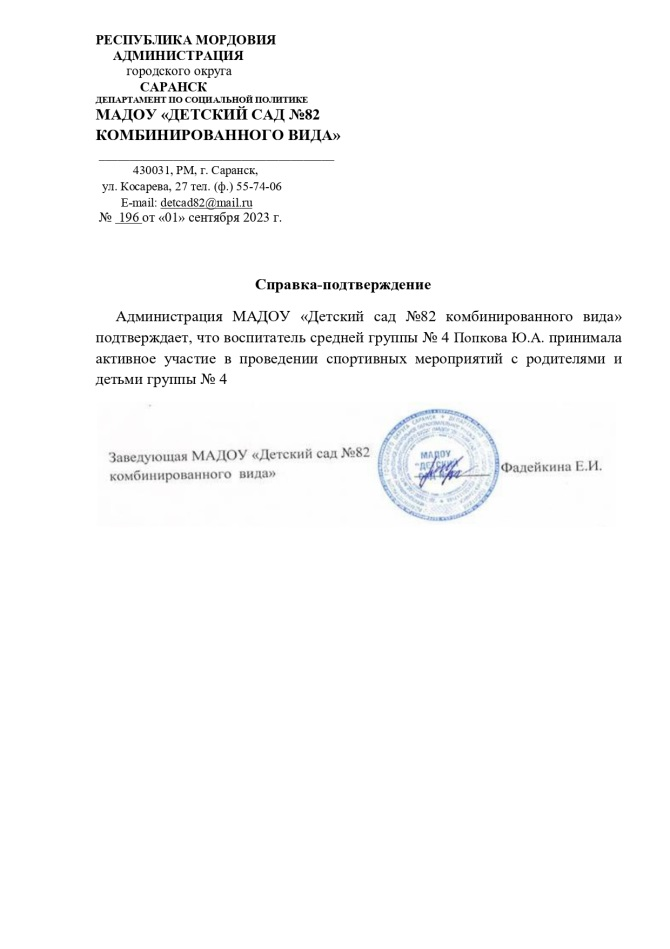 РЕСПУБЛИКА МОРДОВИЯ
АДМИНИСТРАЦИЯ
городского округа
САРАНСК
ДЕПАРТАМЕНТ ПО СОЦИАЛЬНОЙ ПОЛИТИКЕ
МАДОУ «ДЕТСКИЙ САД №82
КОМБИНИРОВАННОГО ВИДА»
430031, РМ, г. Саранск,
ул. Косарева, 27 тел. (ф.) 55-74-06
E-mail: detcad82@mail.ru
№ 196 от «01» сентября 2023 г.
Справка-подтверждение
Администрация МАДОУ «Детский сад №82 комбинированного вида»
подтверждает, что воспитатель средней группы № 4 Попкова Ю.А. принимала
активное участие в проведении спортивных мероприятий с родителями и
детьми группы № 4
Заведующая МАДОУ «Детский сад №82
комбинированного вида»
МАДОУ
Фадейкина Е.И.